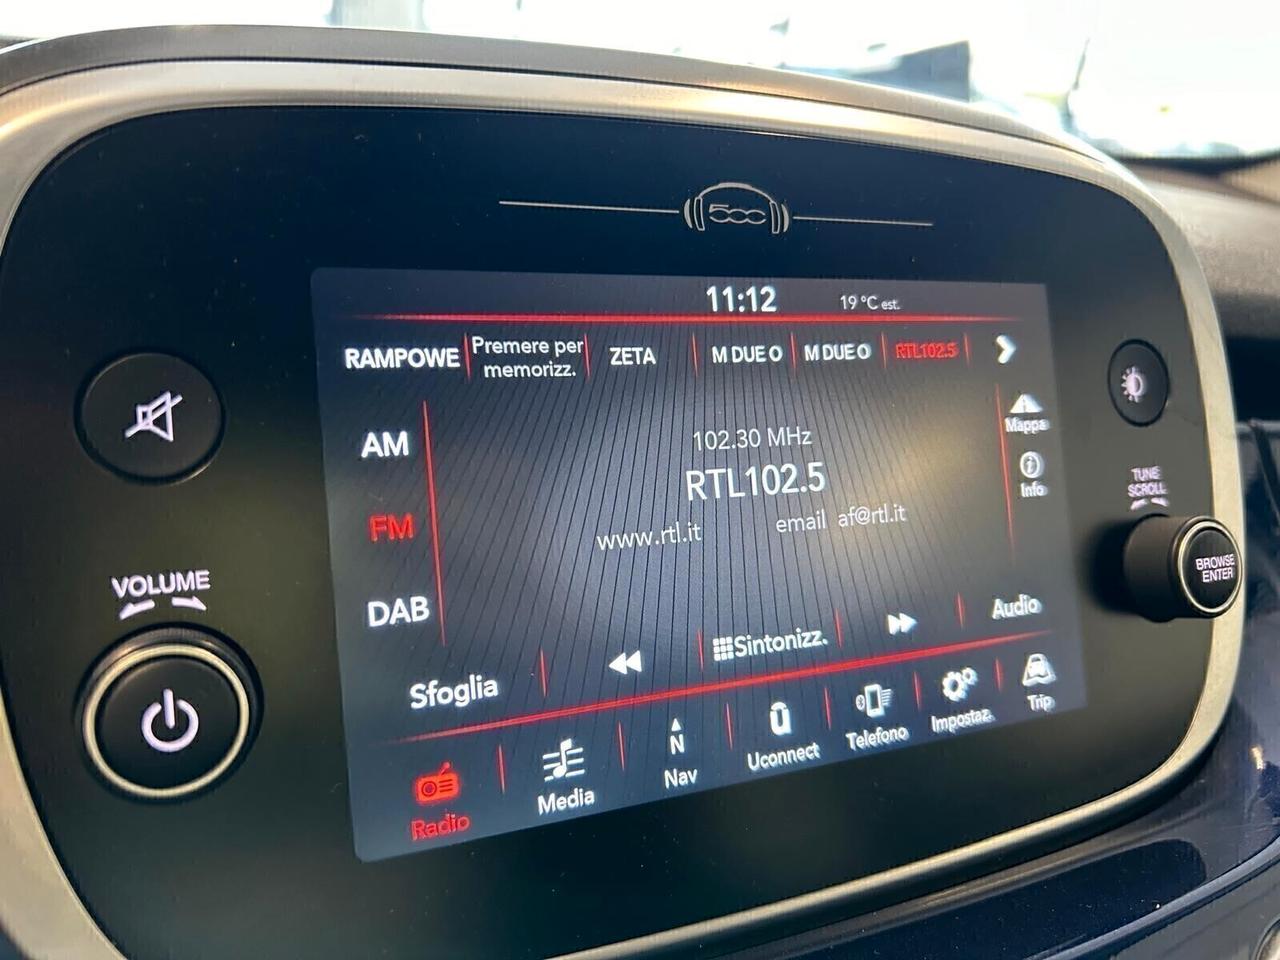 500
11:12
19 °C est.
RAMPOWE
Premere per
memorizz.
ZETA
M DUE O
M DUE O
RTL102.5
AM
FM
DAB
102.30 MHz
RTL102.5
www.rtl.it
email af@rtl.it
Mappa
Info
Sfoglia
Sintonizz.
Audio
Radio
Media
N
Nav
Uconnect
Telefono
Impostaz.
Trip
VOLUME
TUNE
SCROLL
BROWSE
ENTER